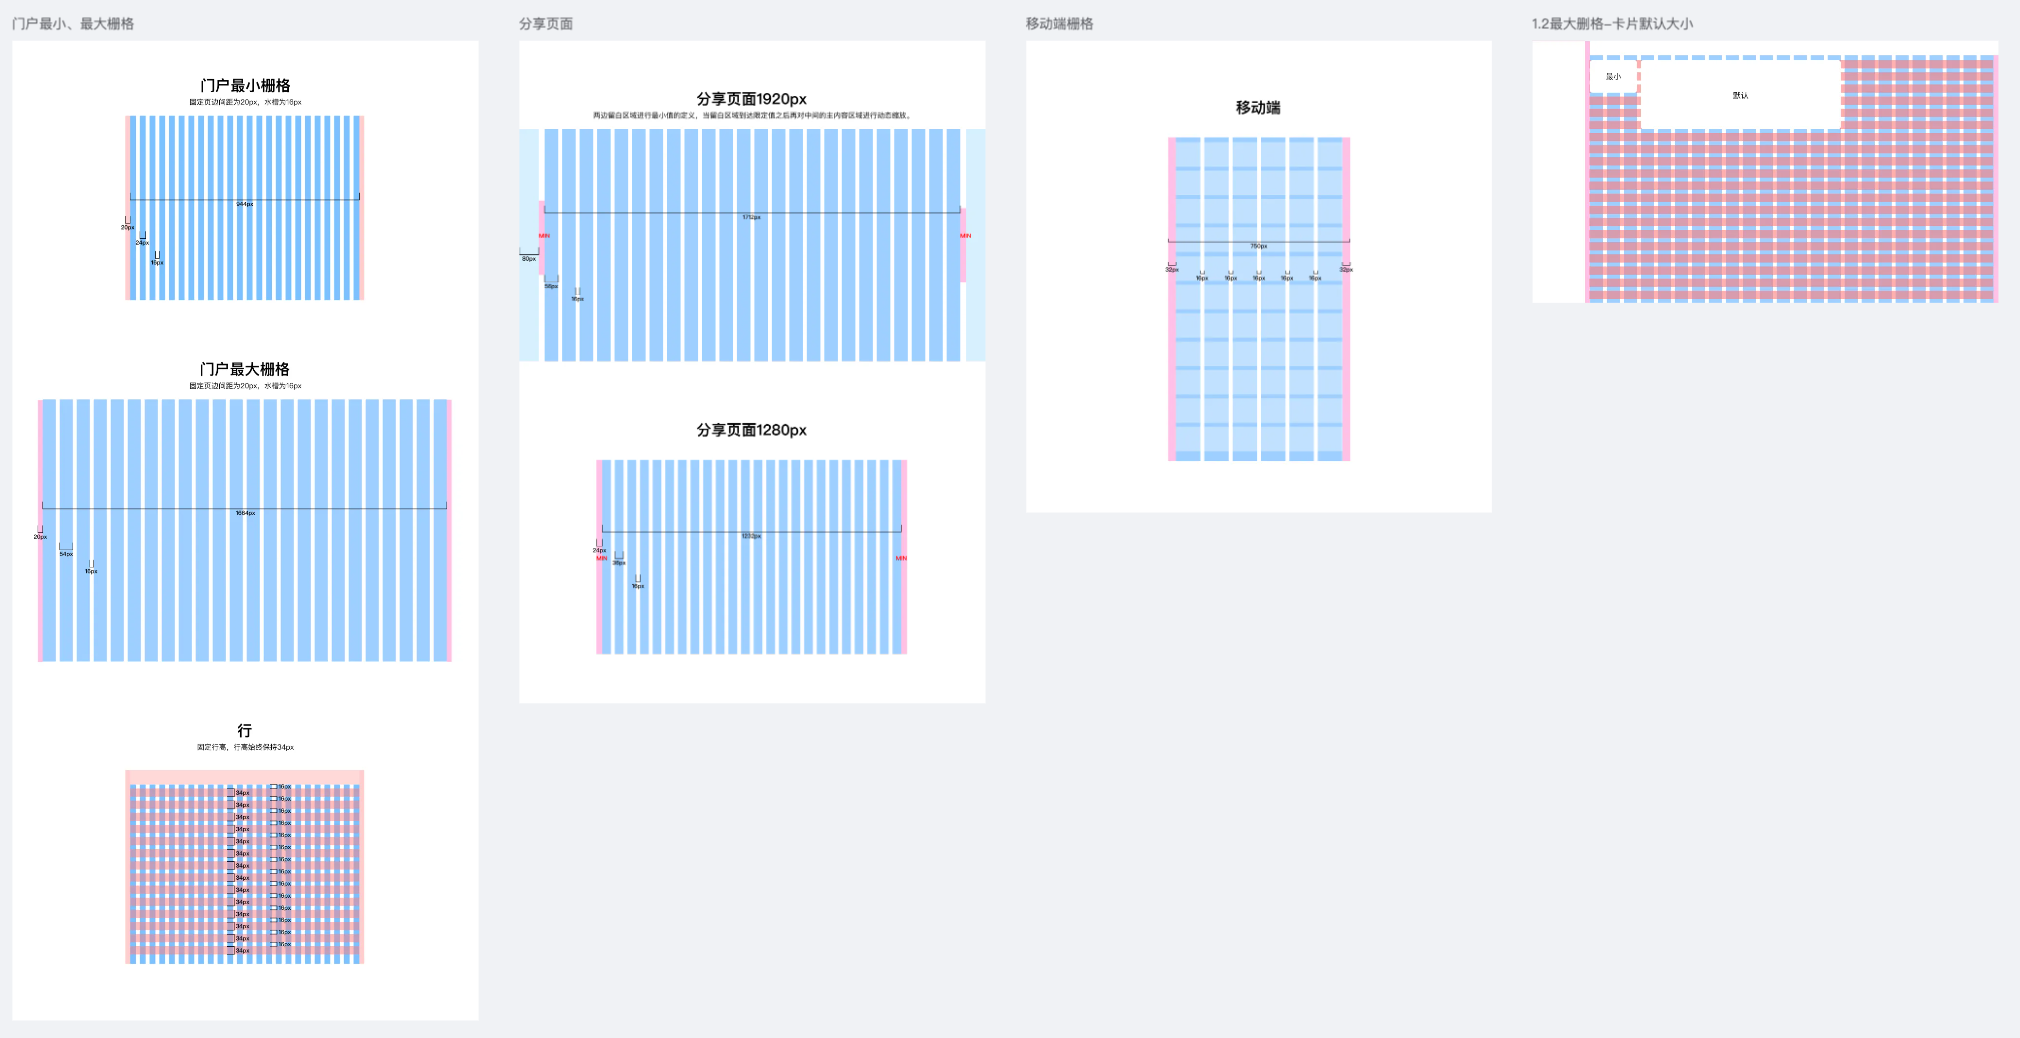 门户最小、最大栅格
门户最小栅格
固定页边间距为20px，水槽为16px
944px
20px
24px
16px
门户最大栅格
固定页边间距为20px，水槽为16px
1664px
20px
54px
16px
行
固定行高，行高始终保持34px
16px
34px
16px
34px
16px
34px
16px
34px
16px
34px
16px
34px
16px
34px
16px
34px
16px
34px
16px
34px
16px
34px
16px
34px
16px
34px
16px
34px
分享页面
分享页面1920px
两边留白区域进行最小值的定义，当留白区域到达限定值之后再对中间的主内容区域进行动态缩放。
1712px
MIN
MIN
80px
56px
16px
分享页面1280px
1232px
24px
MIN
MIN
36px
16px
移动端栅格
移动端
750px
32px
32px
16px
16px
16px
16px
16px
1.2最大删格-卡片默认大小
最小
默认